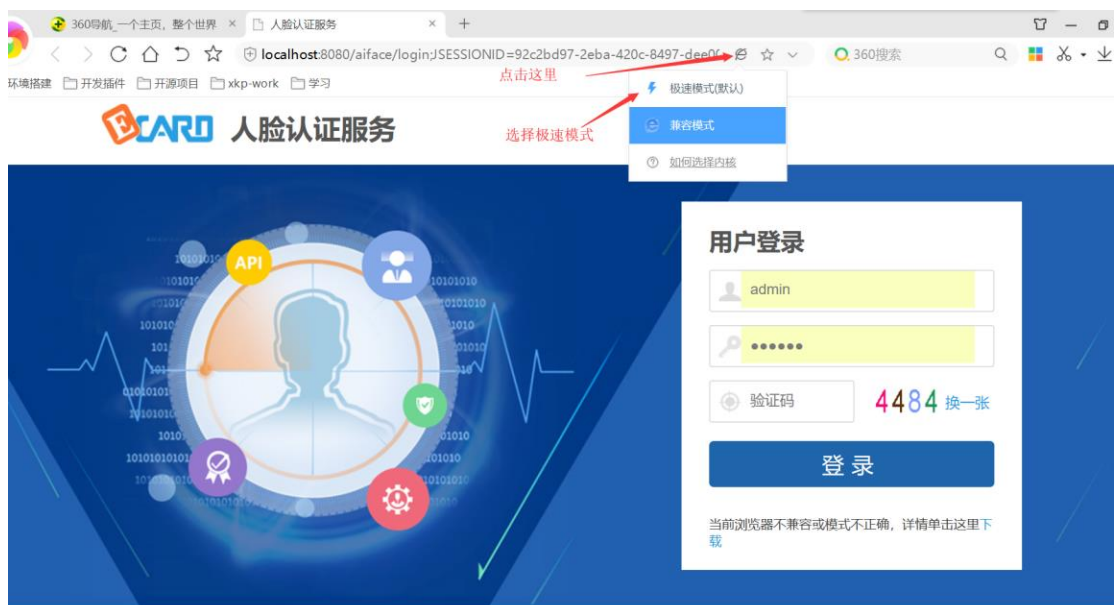 360导航_一个主页，整个世界 ×
人脸认证服务 × +
localhost:8080/aiface/login;JSESSIONID=92c2bd97-2eba-420c-8497-dee0
360搜索
环境搭建 开发插件 开源项目 xkp-work 学习
点击这里
极速模式(默认)
选择极速模式
兼容模式
如何选择内核
ECARD 人脸认证服务
API
用户登录
admin
••••••
验证码
4484 换一张
登录
当前浏览器不兼容或模式不正确，详情单击这里下
载